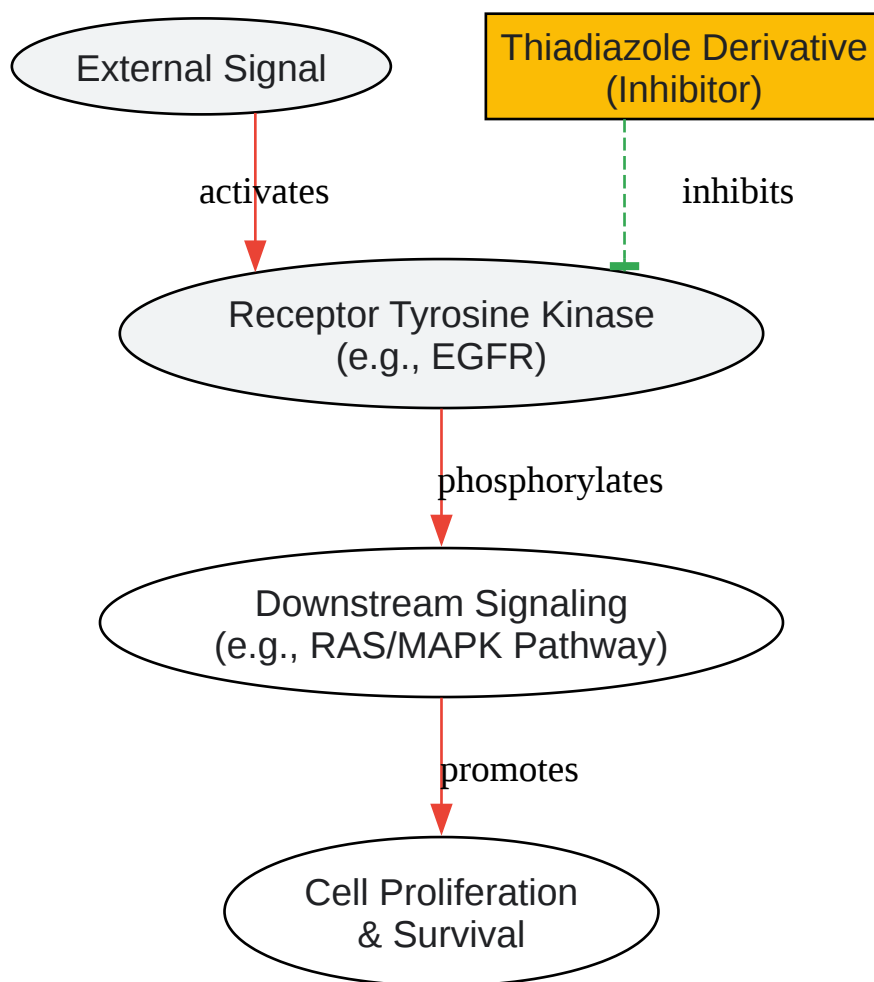 External Signal
Thiadiazole Derivative
(Inhibitor)
activates
inhibits
Receptor Tyrosine Kinase
(e.g., EGFR)
phosphorylates
Downstream Signaling
(e.g., RAS/MAPK Pathway)
promotes
Cell Proliferation
& Survival